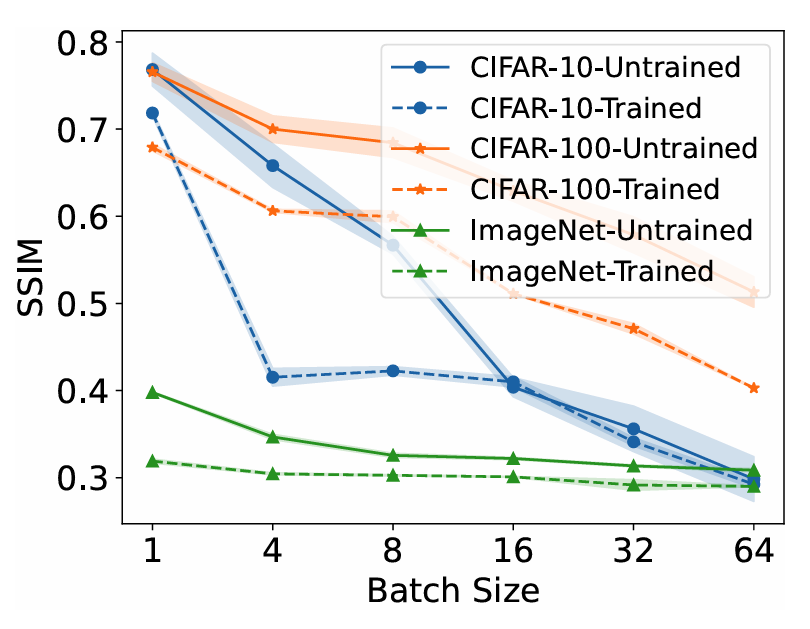 0.8
0.7
0.6
0.5
0.4
0.3
SSIM
CIFAR-10-Untrained
CIFAR-10-Trained
CIFAR-100-Untrained
CIFAR-100-Trained
ImageNet-Untrained
ImageNet-Trained
1 4 8 16 32 64
Batch Size